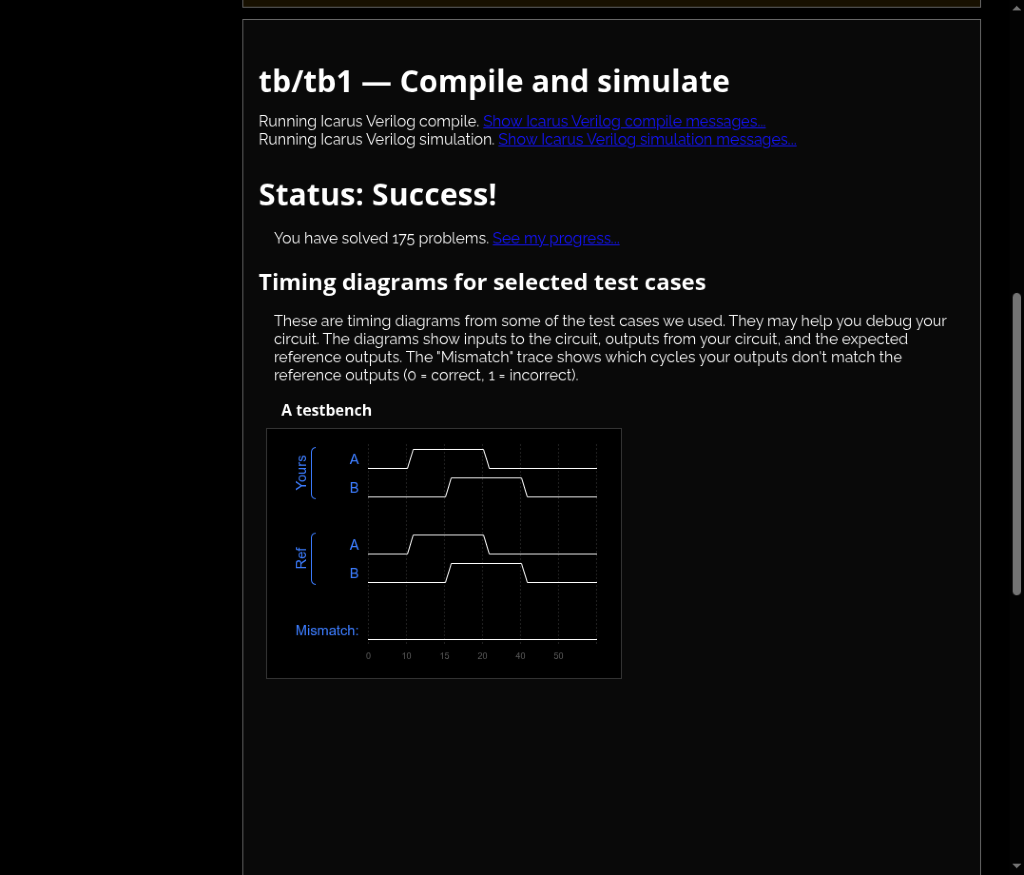 tb/tb1 — Compile and simulate
Running Icarus Verilog compile. Show Icarus Verilog compile messages...
Running Icarus Verilog simulation. Show Icarus Verilog simulation messages...
Status: Success!
You have solved 175 problems. See my progress...
Timing diagrams for selected test cases
These are timing diagrams from some of the test cases we used. They may help you debug your
circuit. The diagrams show inputs to the circuit, outputs from your circuit, and the expected
reference outputs. The "Mismatch" trace shows which cycles your outputs don't match the
reference outputs (0 = correct, 1 = incorrect).
A testbench
Yours
A
B
Ref
A
B
Mismatch:
0 10 15 20 40 50